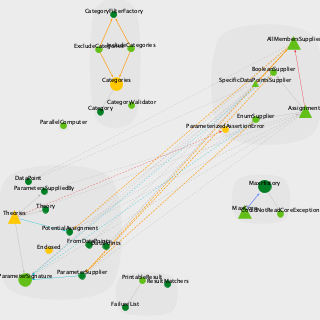 CategoryFilterFactory
ExcludeCategories
IncludeCategories
AllMembersSupplier
BooleanSupplier
SpecificDataPointsSupplier
Categories
CategoryValidator
Category
Assignments
EnumSupplier
ParallelComputer
ParameterizedAssertionError
DataPoint
ParametersSuppliedBy
MaxHistory
Theory
MaxCore
CouldNotReadCoreException
Theories
PotentialAssignment
FromDataPoints
DataPoints
Enclosed
ParameterSignature
ParameterSupplier
PrintableResult
ResultMatchers
FailureList